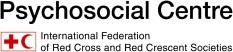 Psychosocial Centre
International Federation
of Red Cross and Red Crescent Societies